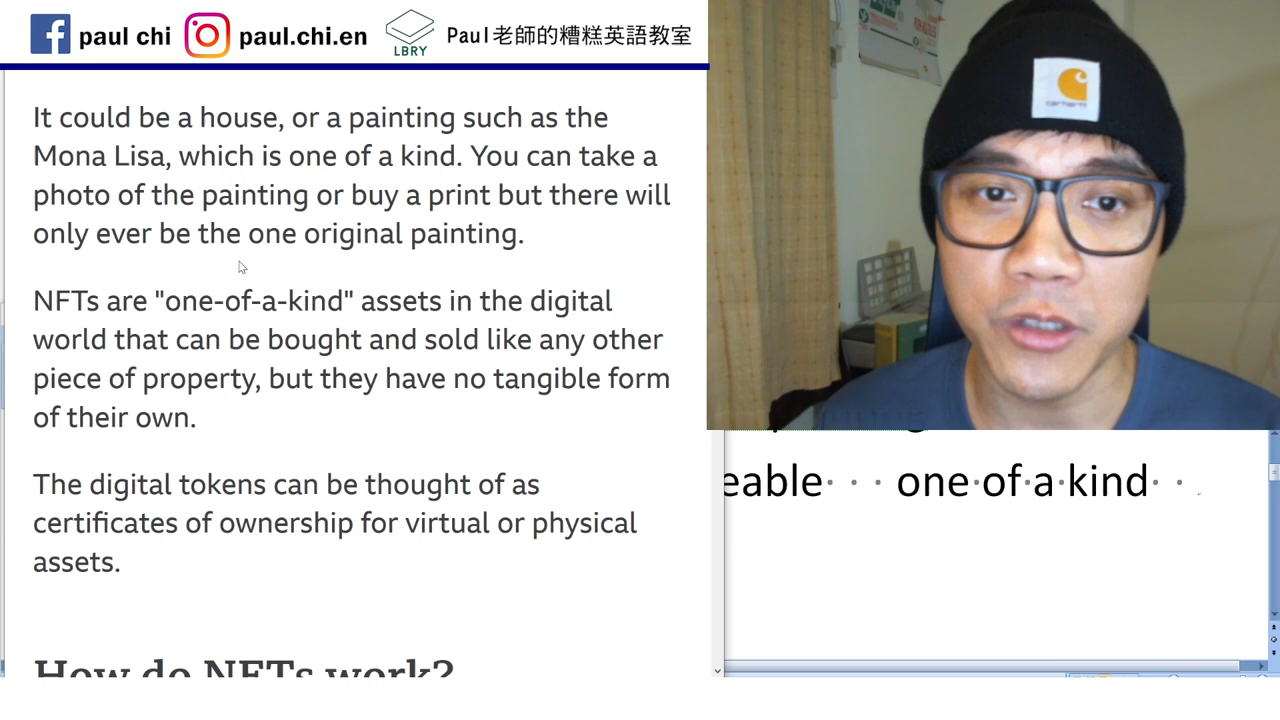 paul chi paul.chi.en LBRY Paul老師的糟糕英語教室
It could be a house, or a painting such as the
Mona Lisa, which is one of a kind. You can take a
photo of the painting or buy a print but there will
only ever be the one original painting.
NFTs are "one-of-a-kind" assets in the digital
world that can be bought and sold like any other
piece of property, but they have no tangible form
of their own.
The digital tokens can be thought of as
certificates of ownership for virtual or physical
assets.
How do NFTs work?
carhartt
eable one of a kind